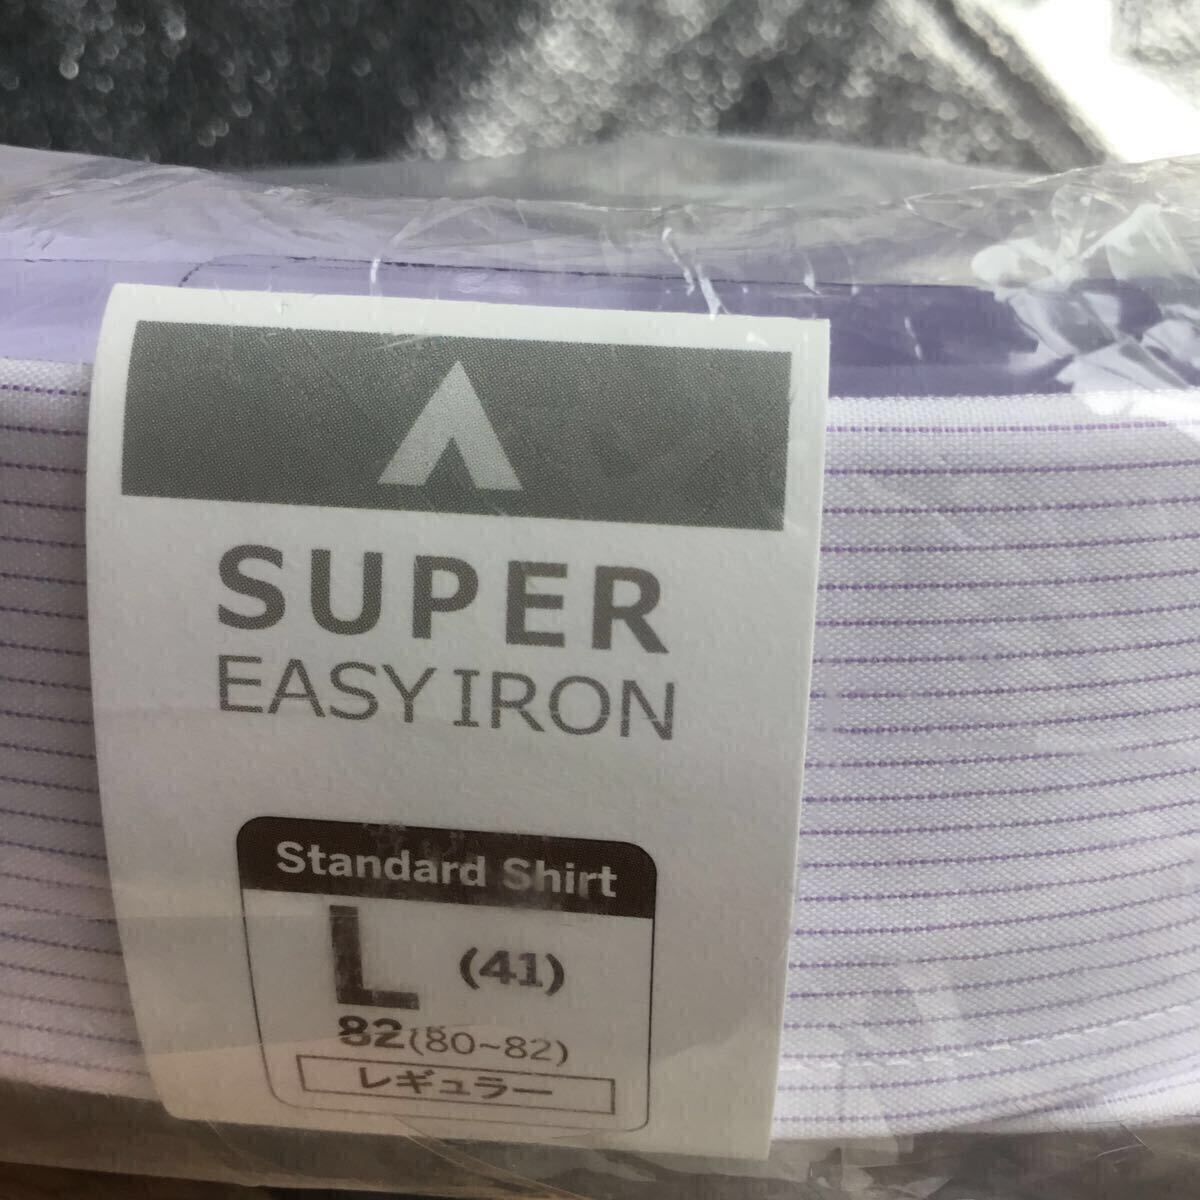 SUPER
EASY IRON
Standard Shirt
L (41)
82(80~82)
レギュラー